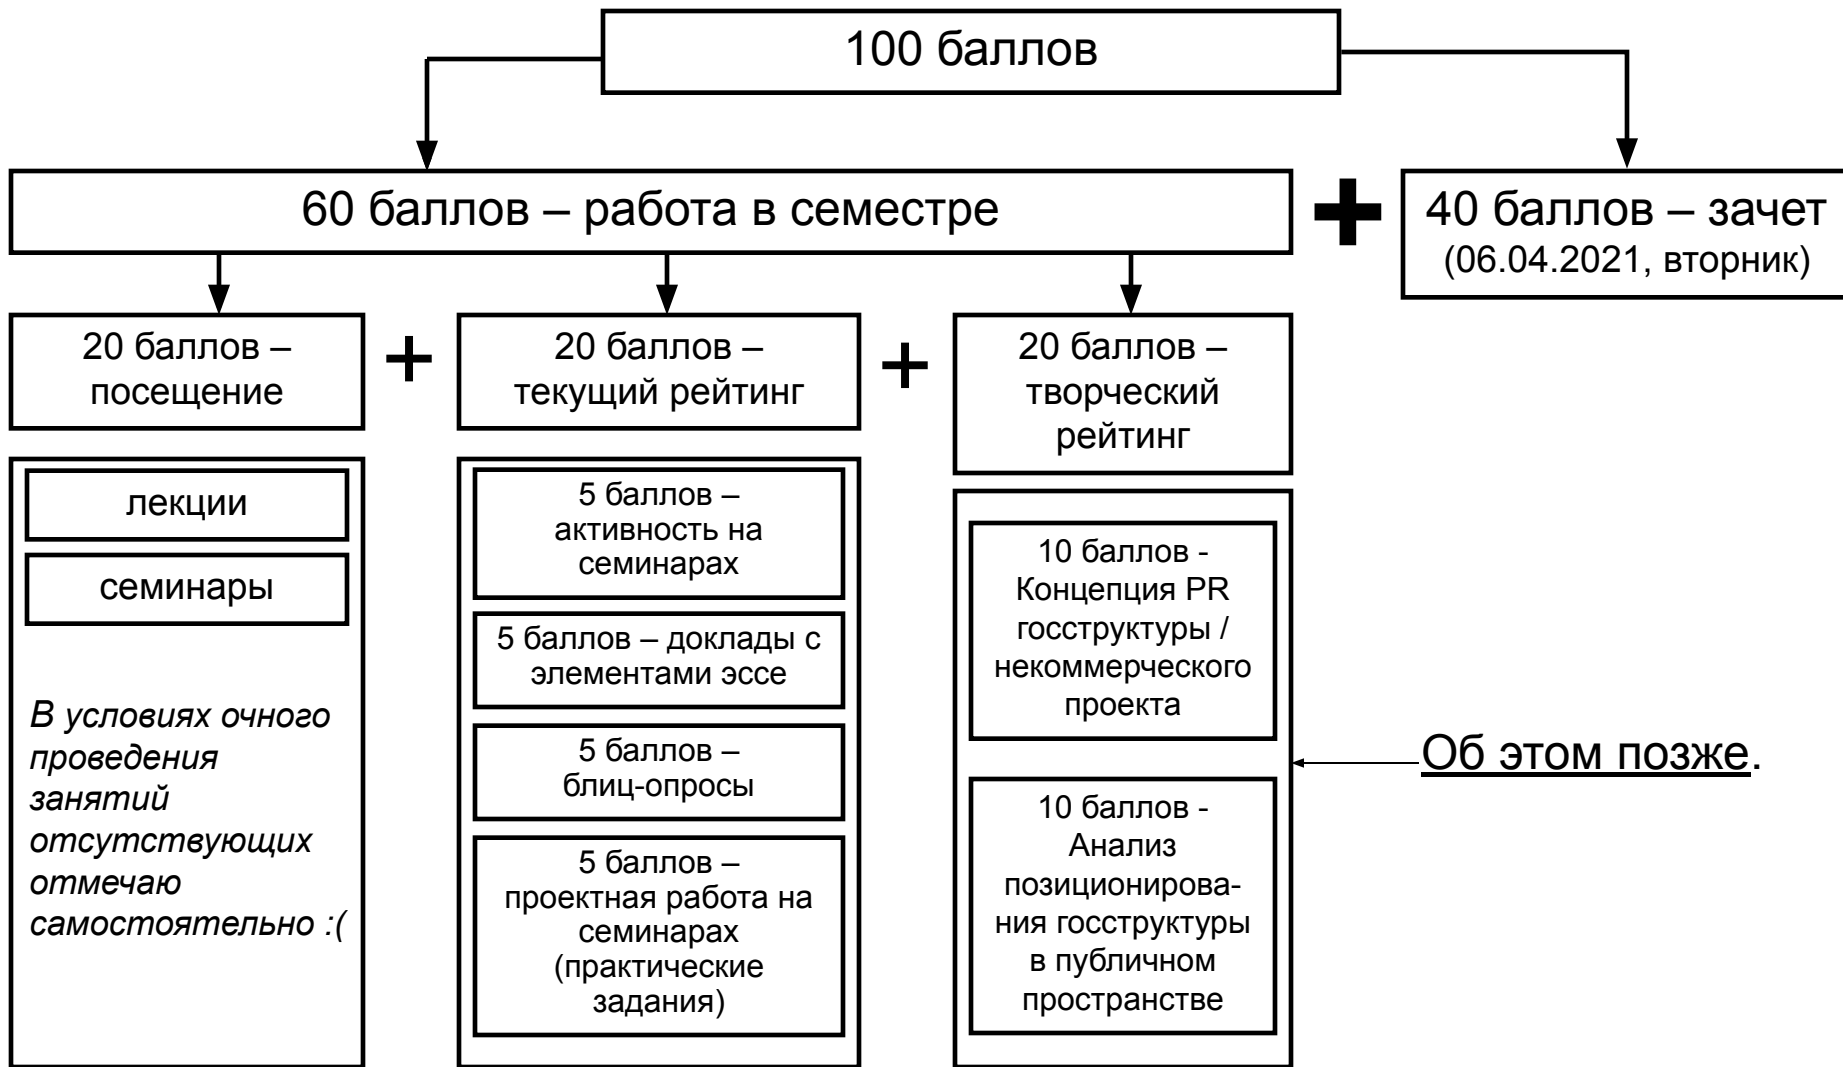 100 баллов
60 баллов – работа в семестре
+
40 баллов – зачет
(06.04.2021, вторник)
20 баллов –
посещение
+
20 баллов –
текущий рейтинг
+
20 баллов –
творческий
рейтинг
лекции
семинары
В условиях очного
проведения
занятий
отсутствующих
отмечаю
самостоятельно :(
5 баллов –
активность на
семинарах
5 баллов – доклады с
элементами эссе
5 баллов –
блиц-опросы
5 баллов –
проектная работа на
семинарах
(практические
задания)
10 баллов -
Концепция PR
госструктуры /
некоммерческого
проекта
10 баллов -
Анализ
позиционирова-
ния госструктуры
в публичном
пространстве
Об этом позже.